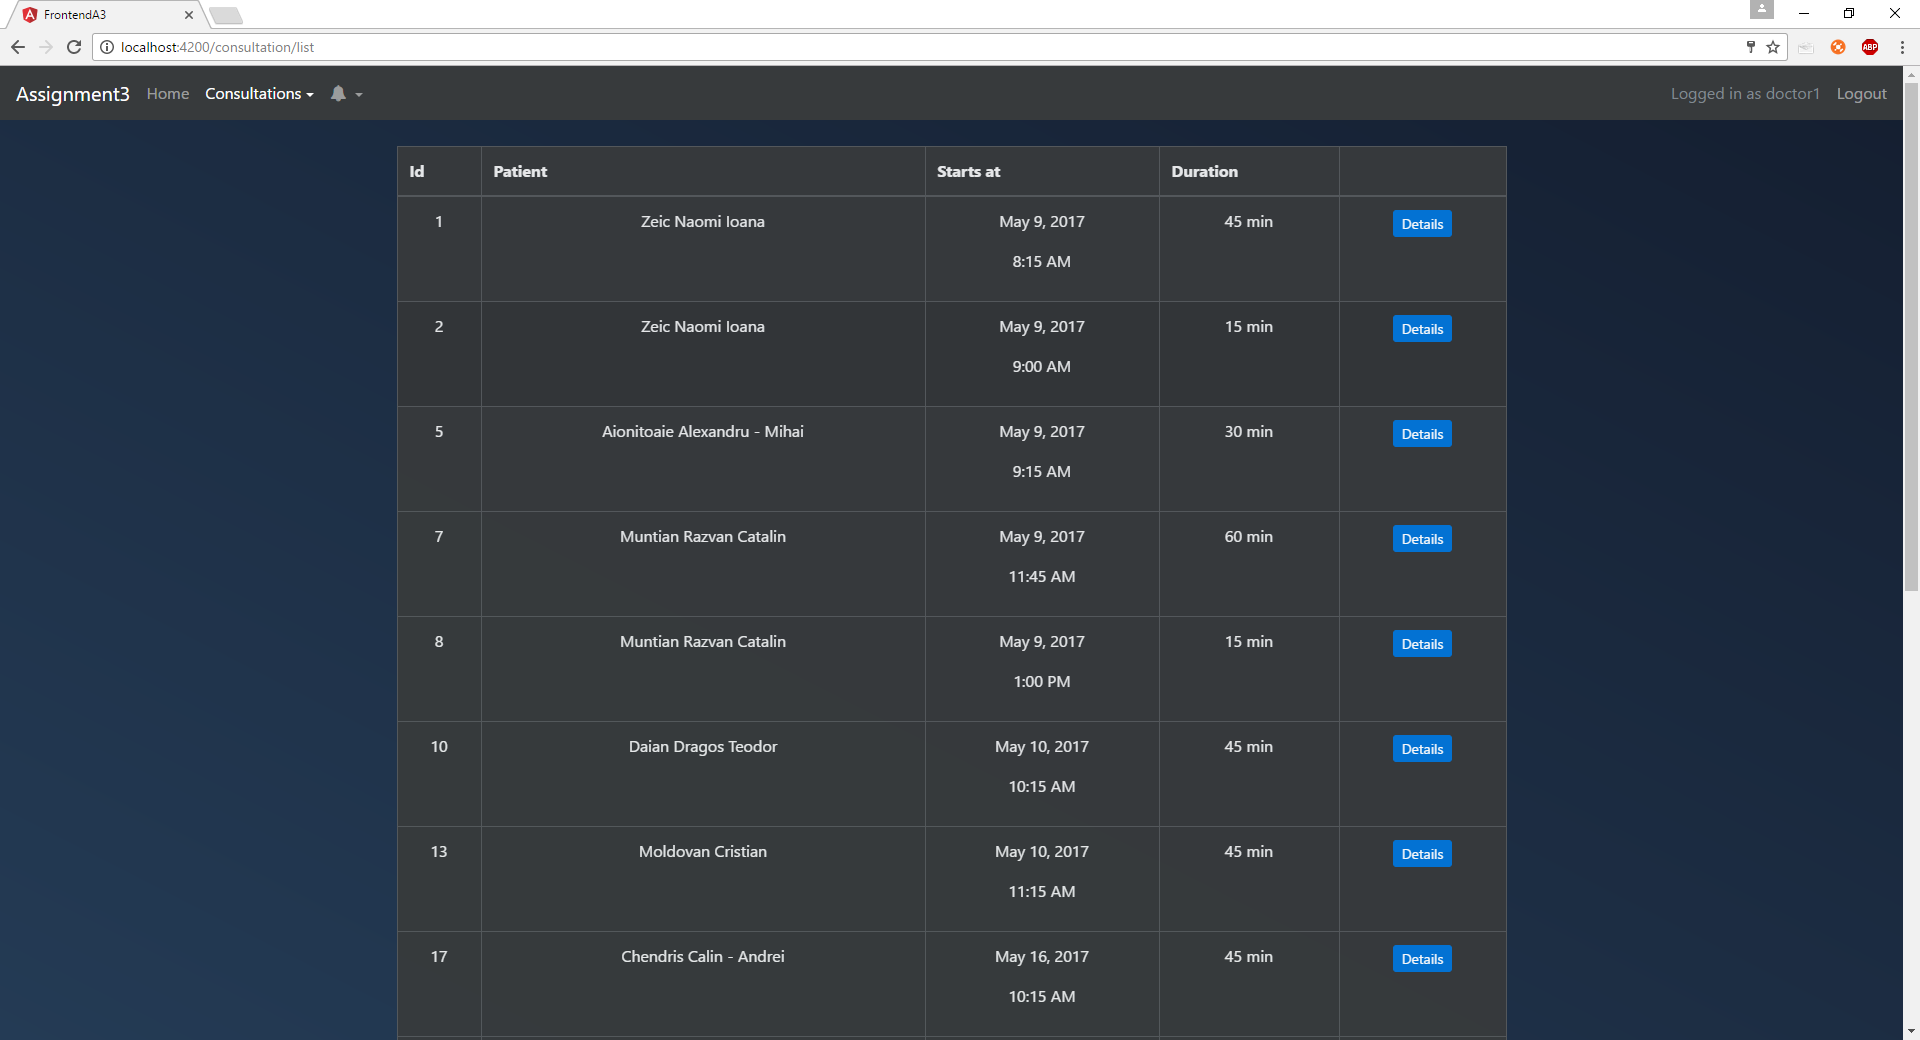 FrontendA3
localhost:4200/consultation/list
ABP
Assignment3 Home Consultations Logged in as doctor1 Logout
Id Patient Starts at Duration
1 Zeic Naomi Ioana May 9, 2017 45 min Details
8:15 AM
2 Zeic Naomi Ioana May 9, 2017 15 min Details
9:00 AM
5 Aionitoaie Alexandru - Mihai May 9, 2017 30 min Details
9:15 AM
7 Muntian Razvan Catalin May 9, 2017 60 min Details
11:45 AM
8 Muntian Razvan Catalin May 9, 2017 15 min Details
1:00 PM
10 Daian Dragos Teodor May 10, 2017 45 min Details
10:15 AM
13 Moldovan Cristian May 10, 2017 45 min Details
11:15 AM
17 Chendris Calin - Andrei May 16, 2017 45 min Details
10:15 AM